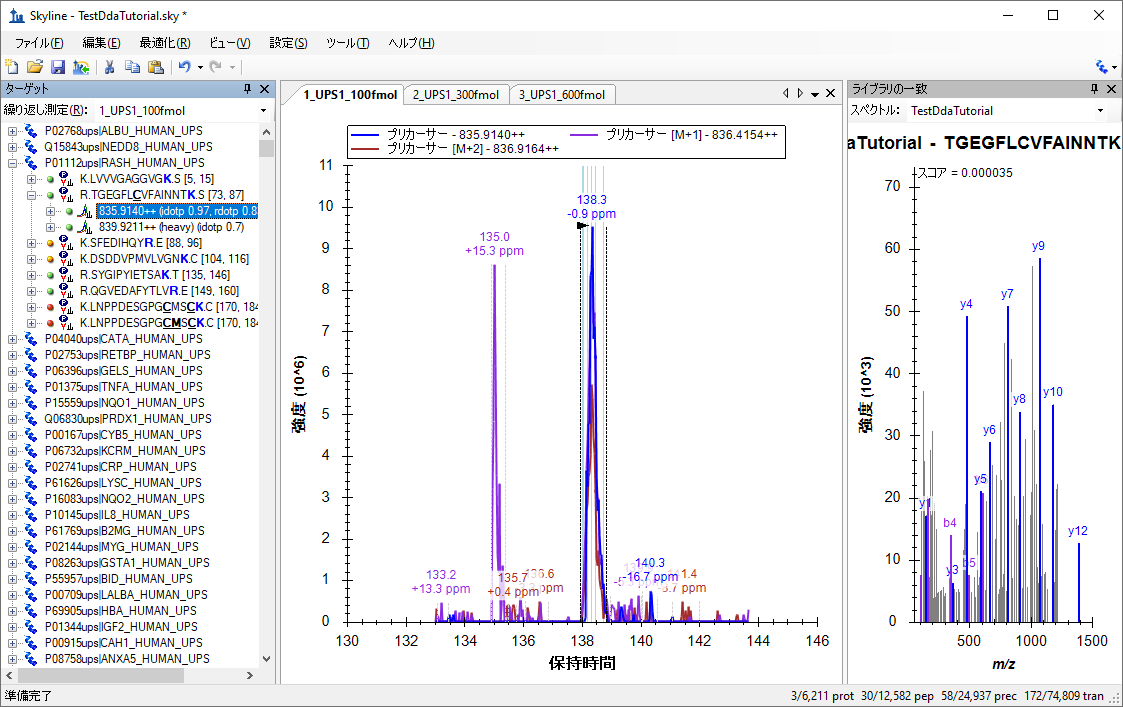 Skyline - TestDdaTutorial.sky *
ファイル(F) 編集(E) 最適化(R) ビュー(V) 設定(S) ツール(T) ヘルプ(H)
ターゲット
繰り返し測定(R): 1_UPS1_100fmol
P02768ups|ALBU_HUMAN_UPS
Q15843ups|NEDD8_HUMAN_UPS
P01112ups|RASH_HUMAN_UPS
K.LVVVGAGGVGK.S [5, 15]
R.TGEGFLCVFAINNTK.S [73, 87]
835.9140++ (idotp 0.97, rdotp 0.8
839.9211++ (heavy) (idotp 0.7)
K.SFEDIHQYR.E [88, 96]
K.DSDDVPMVLVGNK.C [104, 116]
R.SYGIPYIETSAK.T [135, 146]
R.QGVEDAFYTLVR.E [149, 160]
K.LNPPDESGPGCMSCK.C [170, 184
K.LNPPDESGPGCMSCK.C [170, 184
P04040ups|CATA_HUMAN_UPS
P02753ups|RETBP_HUMAN_UPS
P06396ups|GELS_HUMAN_UPS
P01375ups|TNFA_HUMAN_UPS
P15559ups|NQO1_HUMAN_UPS
Q06830ups|PRDX1_HUMAN_UPS
P00167ups|CYB5_HUMAN_UPS
P06732ups|KCRM_HUMAN_UPS
P02741ups|CRP_HUMAN_UPS
P61626ups|LYSC_HUMAN_UPS
P16083ups|NQO2_HUMAN_UPS
P10145ups|IL8_HUMAN_UPS
P61769ups|B2MG_HUMAN_UPS
P02144ups|MYG_HUMAN_UPS
P08263ups|GSTA1_HUMAN_UPS
P55957ups|BID_HUMAN_UPS
P00709ups|LALBA_HUMAN_UPS
P69905ups|HBA_HUMAN_UPS
P01344ups|IGF2_HUMAN_UPS
P00915ups|CAH1_HUMAN_UPS
P08758ups|ANXA5_HUMAN_UPS
1_UPS1_100fmol 2_UPS1_300fmol 3_UPS1_600fmol
プリカーサー - 835.9140++ プリカーサー [M+1] - 836.4154++
プリカーサー [M+2] - 836.9164++
11
10
9
8
7
6
5
4
3
2
1
0
強度 (10^6)
138.3
-0.9 ppm
135.0
+15.3 ppm
133.2
+13.3 ppm
135.7
+0.4 ppm
140.3
-16.7 ppm
130 132 134 136 138 140 142 144 146
保持時間
ライブラリの一致
スペクトル: TestDdaTutorial
aTutorial - TGEGFLCVFAINNTK
スコア = 0.000035
70
60
50
40
30
20
10
0
強度 (10^3)
y9
y4
y7
y10
y8
y6
y5
y1
b4
y12
b5
y3
500 1000 1500
m/z
準備完了
3/6,211 prot 30/12,582 pep 58/24,937 prec 172/74,809 tran